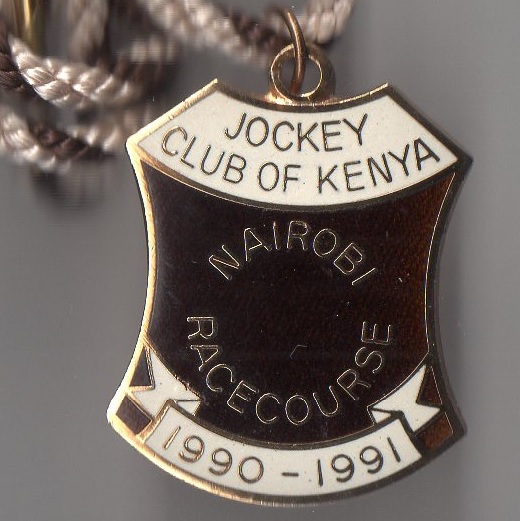 JOCKEY
CLUB OF KENYA
NAIROBI
RACECOURSE
1990-1991